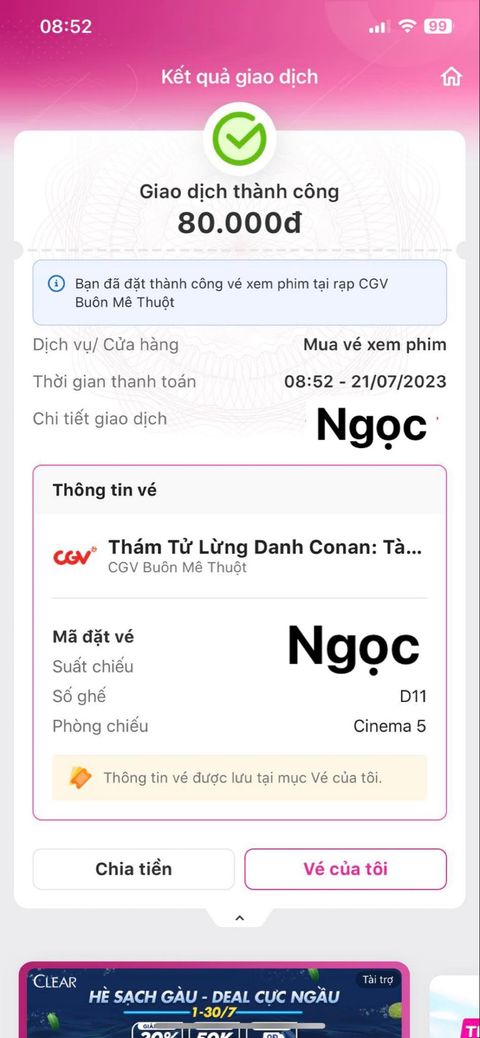 08:52
99
Kết quả giao dịch
Giao dịch thành công
80.000đ
Bạn đã đặt thành công vé xem phim tại rạp CGV
Buôn Mê Thuột
Dịch vụ/ Cửa hàng Mua vé xem phim
Thời gian thanh toán 08:52 - 21/07/2023
Chi tiết giao dịch Ngọc
Thông tin vé
CGV Thám Tử Lừng Danh Conan: Tà...
CGV Buôn Mê Thuột
Mã đặt vé Ngọc
Suất chiếu
Số ghế D11
Phòng chiếu Cinema 5
Thông tin vé được lưu tại mục Vé của tôi.
Chia tiền Vé của tôi
CLEAR Tài trợ
HÈ SẠCH GÀU - DEAL CỰC NGẦU
1-30/7